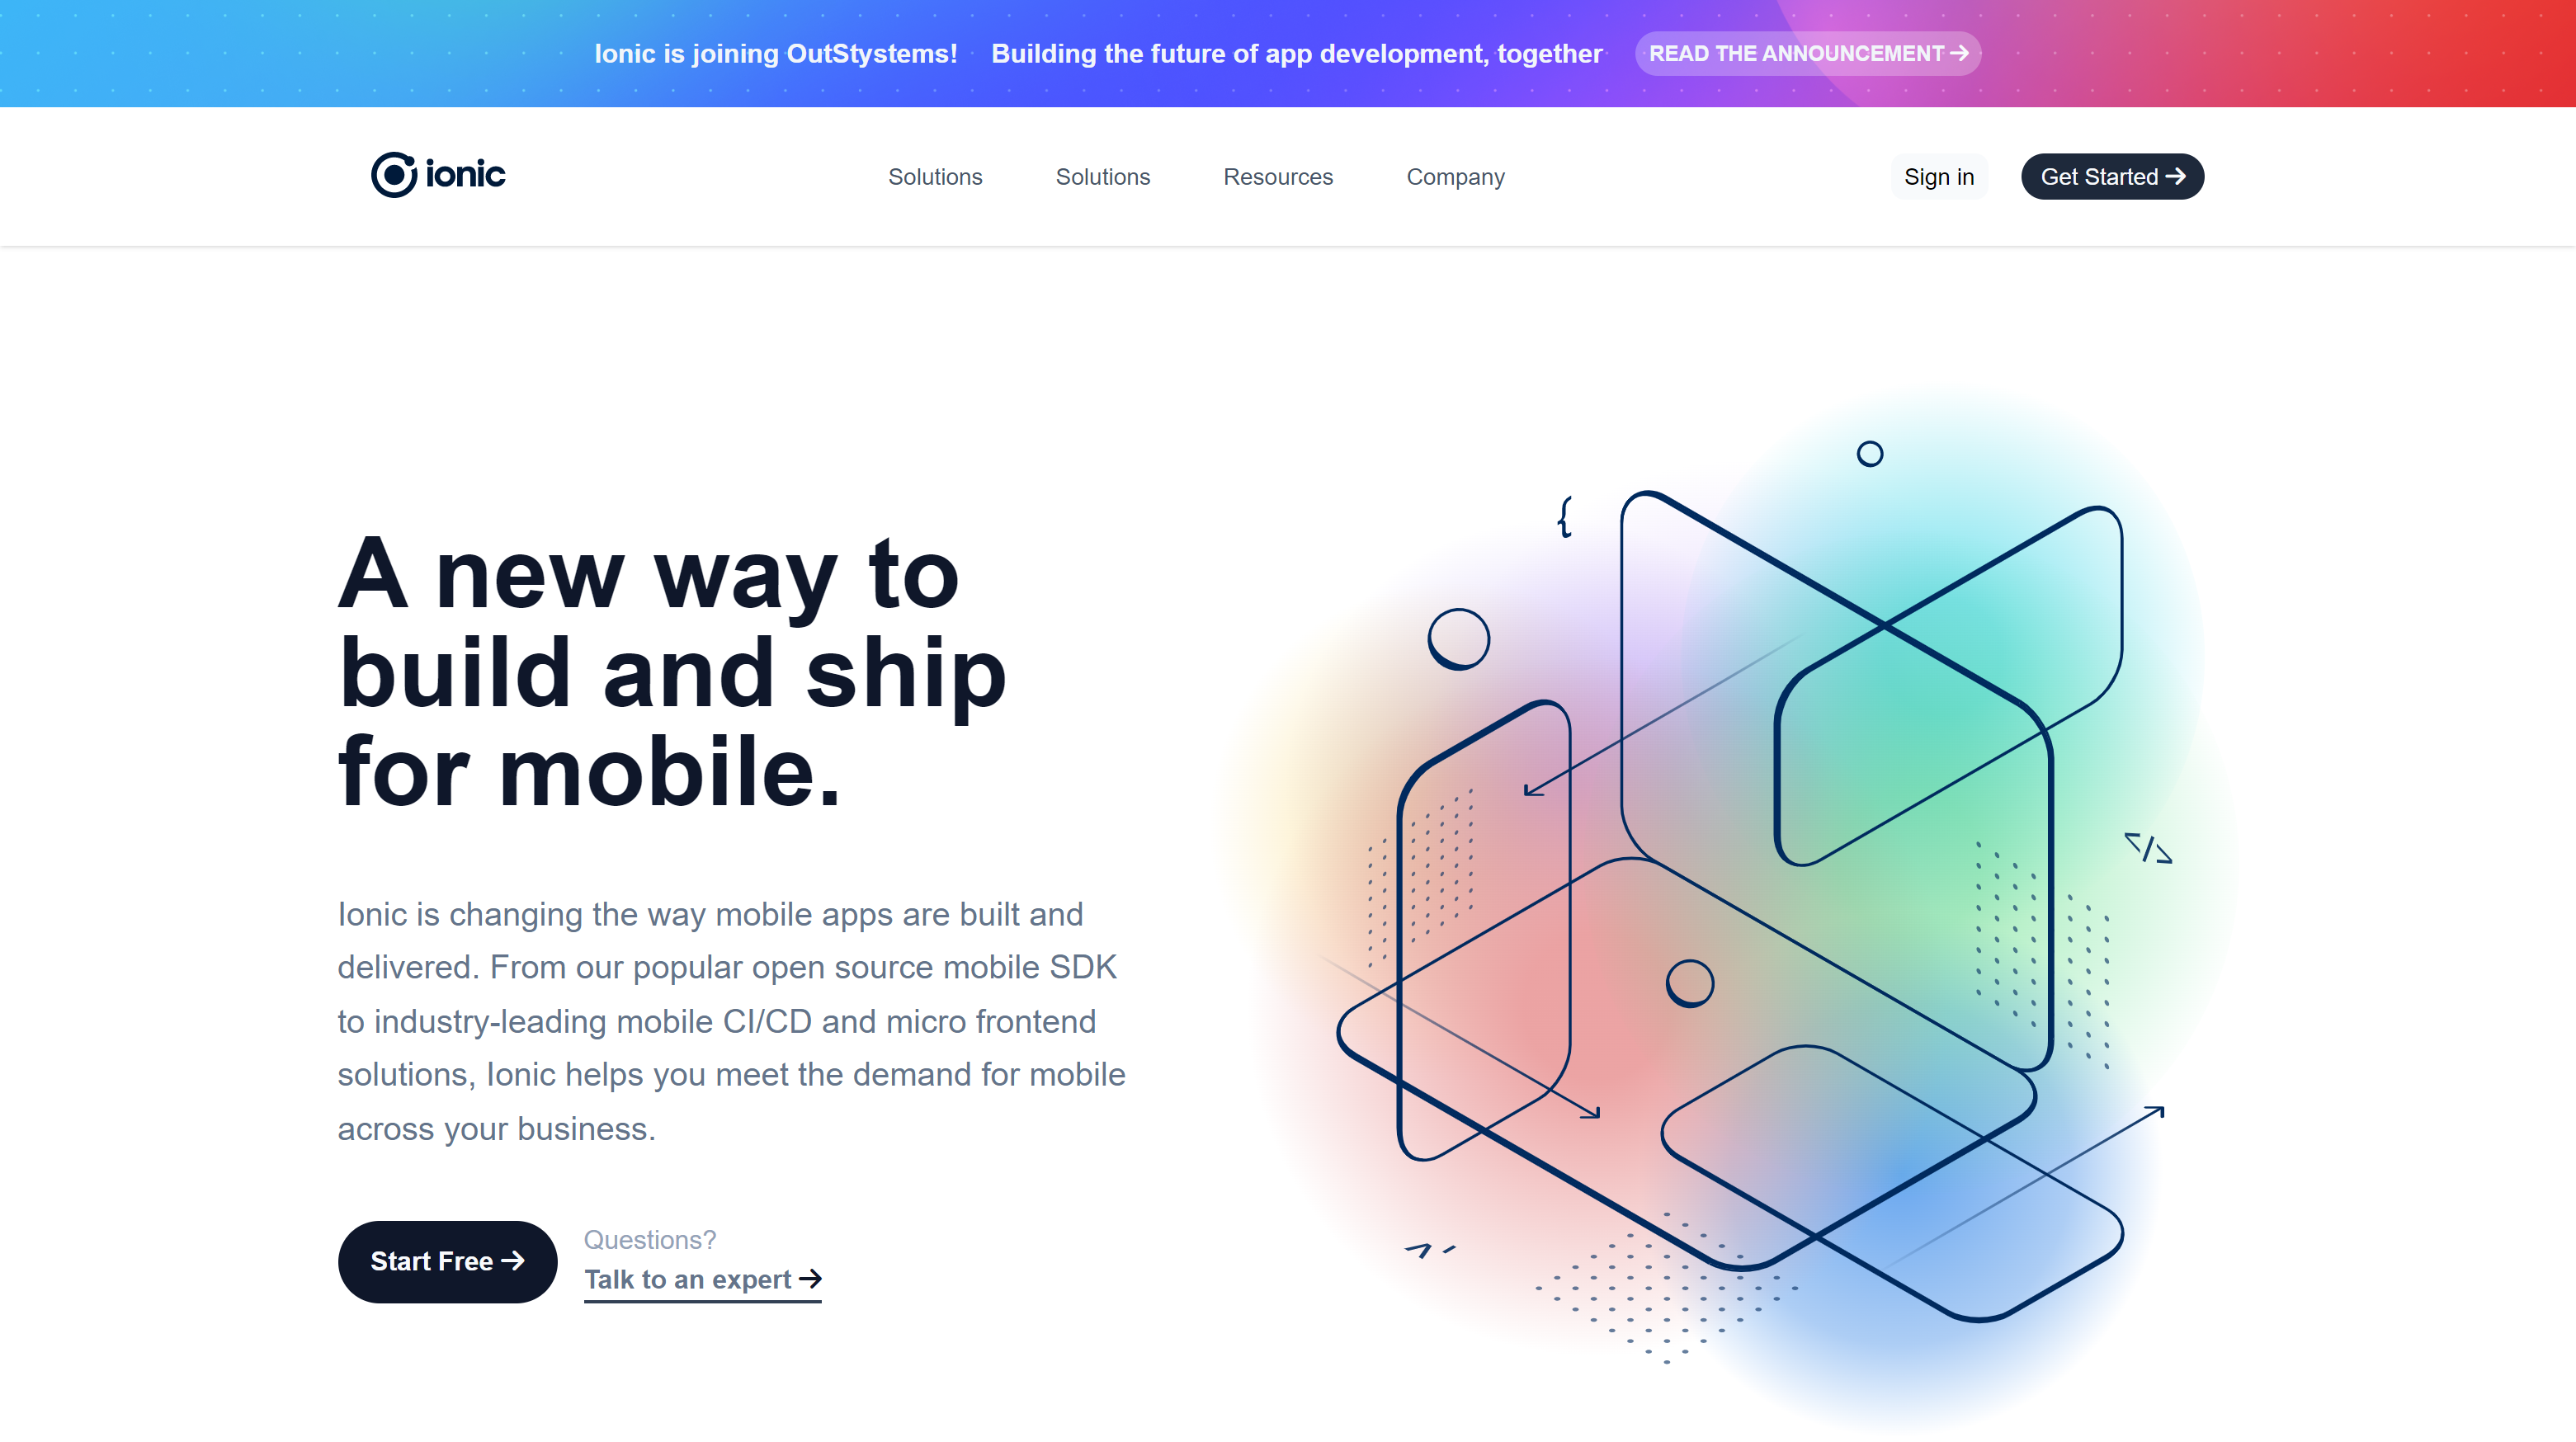 Ionic is joining OutStystems! Building the future of app development, together READ THE ANNOUNCEMENT →
ionic
Solutions Solutions Resources Company
Sign in Get Started →
{
A new way to
build and ship
for mobile.
</>
Ionic is changing the way mobile apps are built and
delivered. From our popular open source mobile SDK
to industry-leading mobile CI/CD and micro frontend
solutions, Ionic helps you meet the demand for mobile
across your business.
Start Free →
Questions?
Talk to an expert →